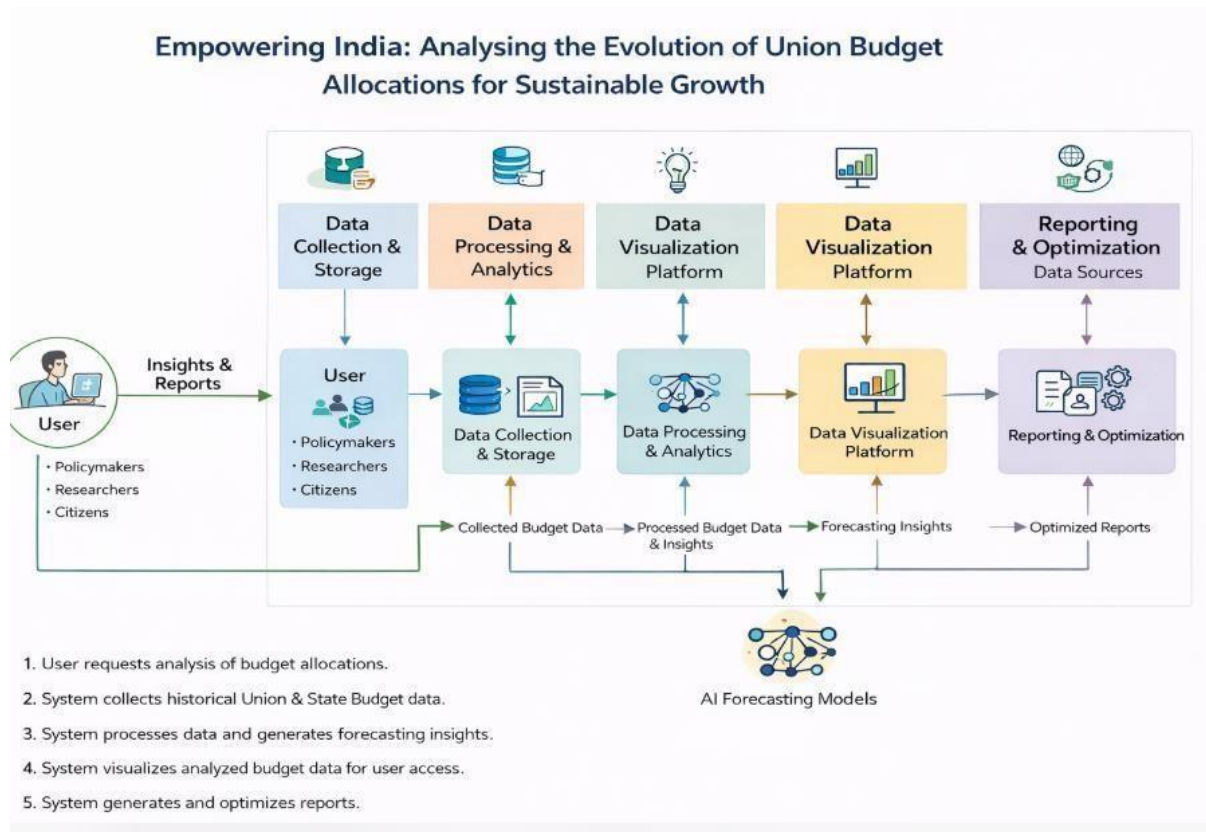 Empowering India: Analysing the Evolution of Union Budget
Allocations for Sustainable Growth
Data
Collection &
Storage
Data
Processing &
Analytics
Data
Visualization
Platform
Data
Visualization
Platform
Reporting
& Optimization
Data Sources
User
• Policymakers
• Researchers
• Citizens
Insights &
Reports
User
• Policymakers
• Researchers
• Citizens
Data Collection
& Storage
Data Processing
& Analytics
Data Visualization
Platform
Reporting & Optimization
Collected Budget Data
Processed Budget Data
& Insights
Forecasting Insights
Optimized Reports
AI Forecasting Models
1. User requests analysis of budget allocations.
2. System collects historical Union & State Budget data.
3. System processes data and generates forecasting insights.
4. System visualizes analyzed budget data for user access.
5. System generates and optimizes reports.